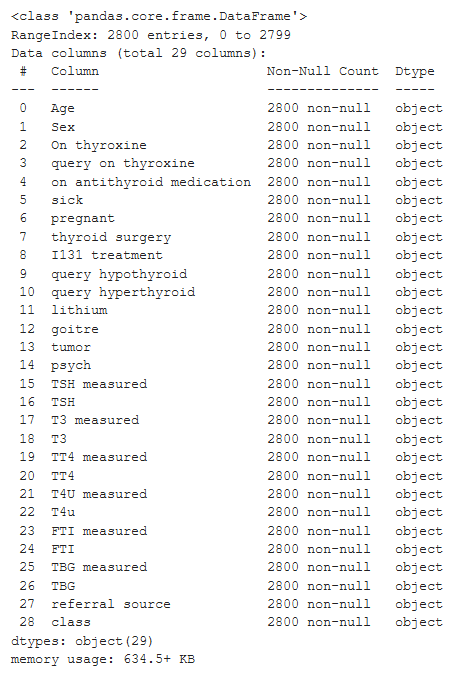 <class 'pandas.core.frame.DataFrame'>
RangeIndex: 2800 entries, 0 to 2799
Data columns (total 29 columns):
 #   Column                     Non-Null Count  Dtype
---  ------                     --------------  -----
 0   Age                        2800 non-null   object
 1   Sex                        2800 non-null   object
 2   On thyroxine               2800 non-null   object
 3   query on thyroxine         2800 non-null   object
 4   on antithyroid medication  2800 non-null   object
 5   sick                       2800 non-null   object
 6   pregnant                   2800 non-null   object
 7   thyroid surgery            2800 non-null   object
 8   I131 treatment             2800 non-null   object
 9   query hypothyroid          2800 non-null   object
 10  query hyperthyroid         2800 non-null   object
 11  lithium                    2800 non-null   object
 12  goitre                     2800 non-null   object
 13  tumor                      2800 non-null   object
 14  psych                      2800 non-null   object
 15  TSH measured               2800 non-null   object
 16  TSH                        2800 non-null   object
 17  T3 measured                2800 non-null   object
 18  T3                         2800 non-null   object
 19  TT4 measured               2800 non-null   object
 20  TT4                        2800 non-null   object
 21  T4U measured               2800 non-null   object
 22  T4u                        2800 non-null   object
 23  FTI measured               2800 non-null   object
 24  FTI                        2800 non-null   object
 25  TBG measured               2800 non-null   object
 26  TBG                        2800 non-null   object
 27  referral source            2800 non-null   object
 28  class                      2800 non-null   object
dtypes: object(29)
memory usage: 634.5+ KB